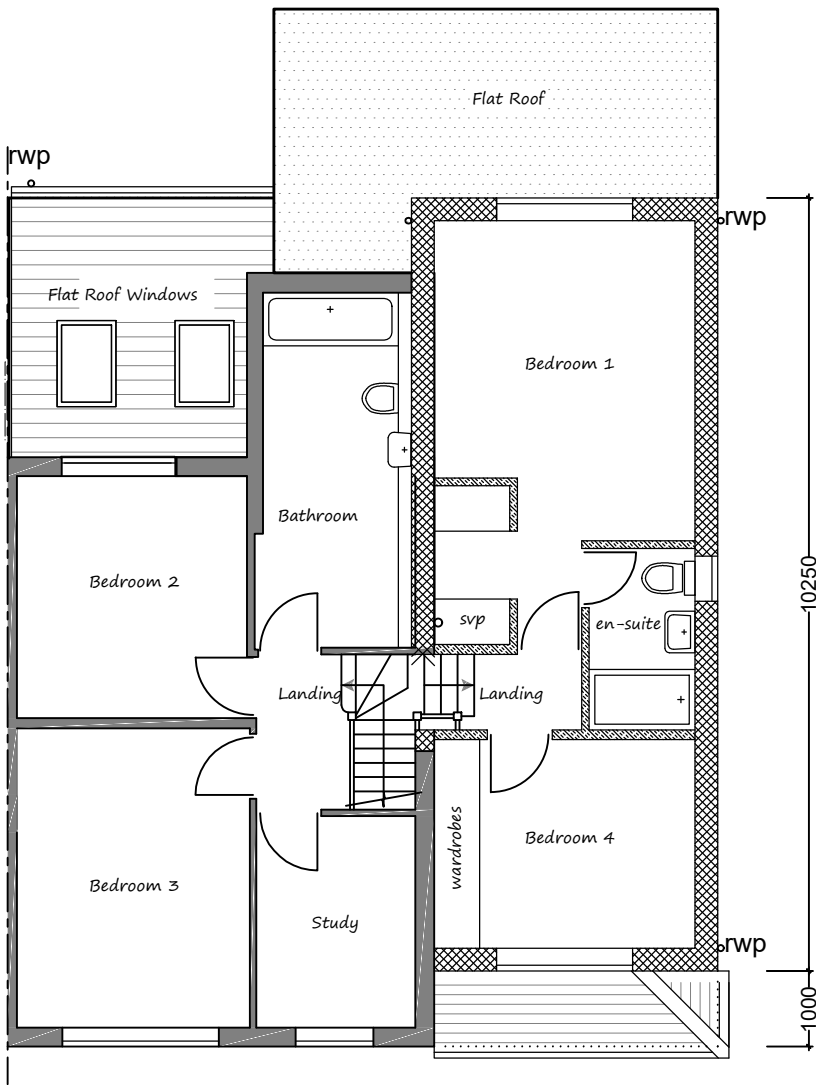 Flat Roof
rwp
rwp
Flat Roof Windows
Bedroom 1
Bathroom
Bedroom 2
svp
en-suite
10250
Landing
Landing
Bedroom 4
wardrobes
Bedroom 3
Study
rwp
1000